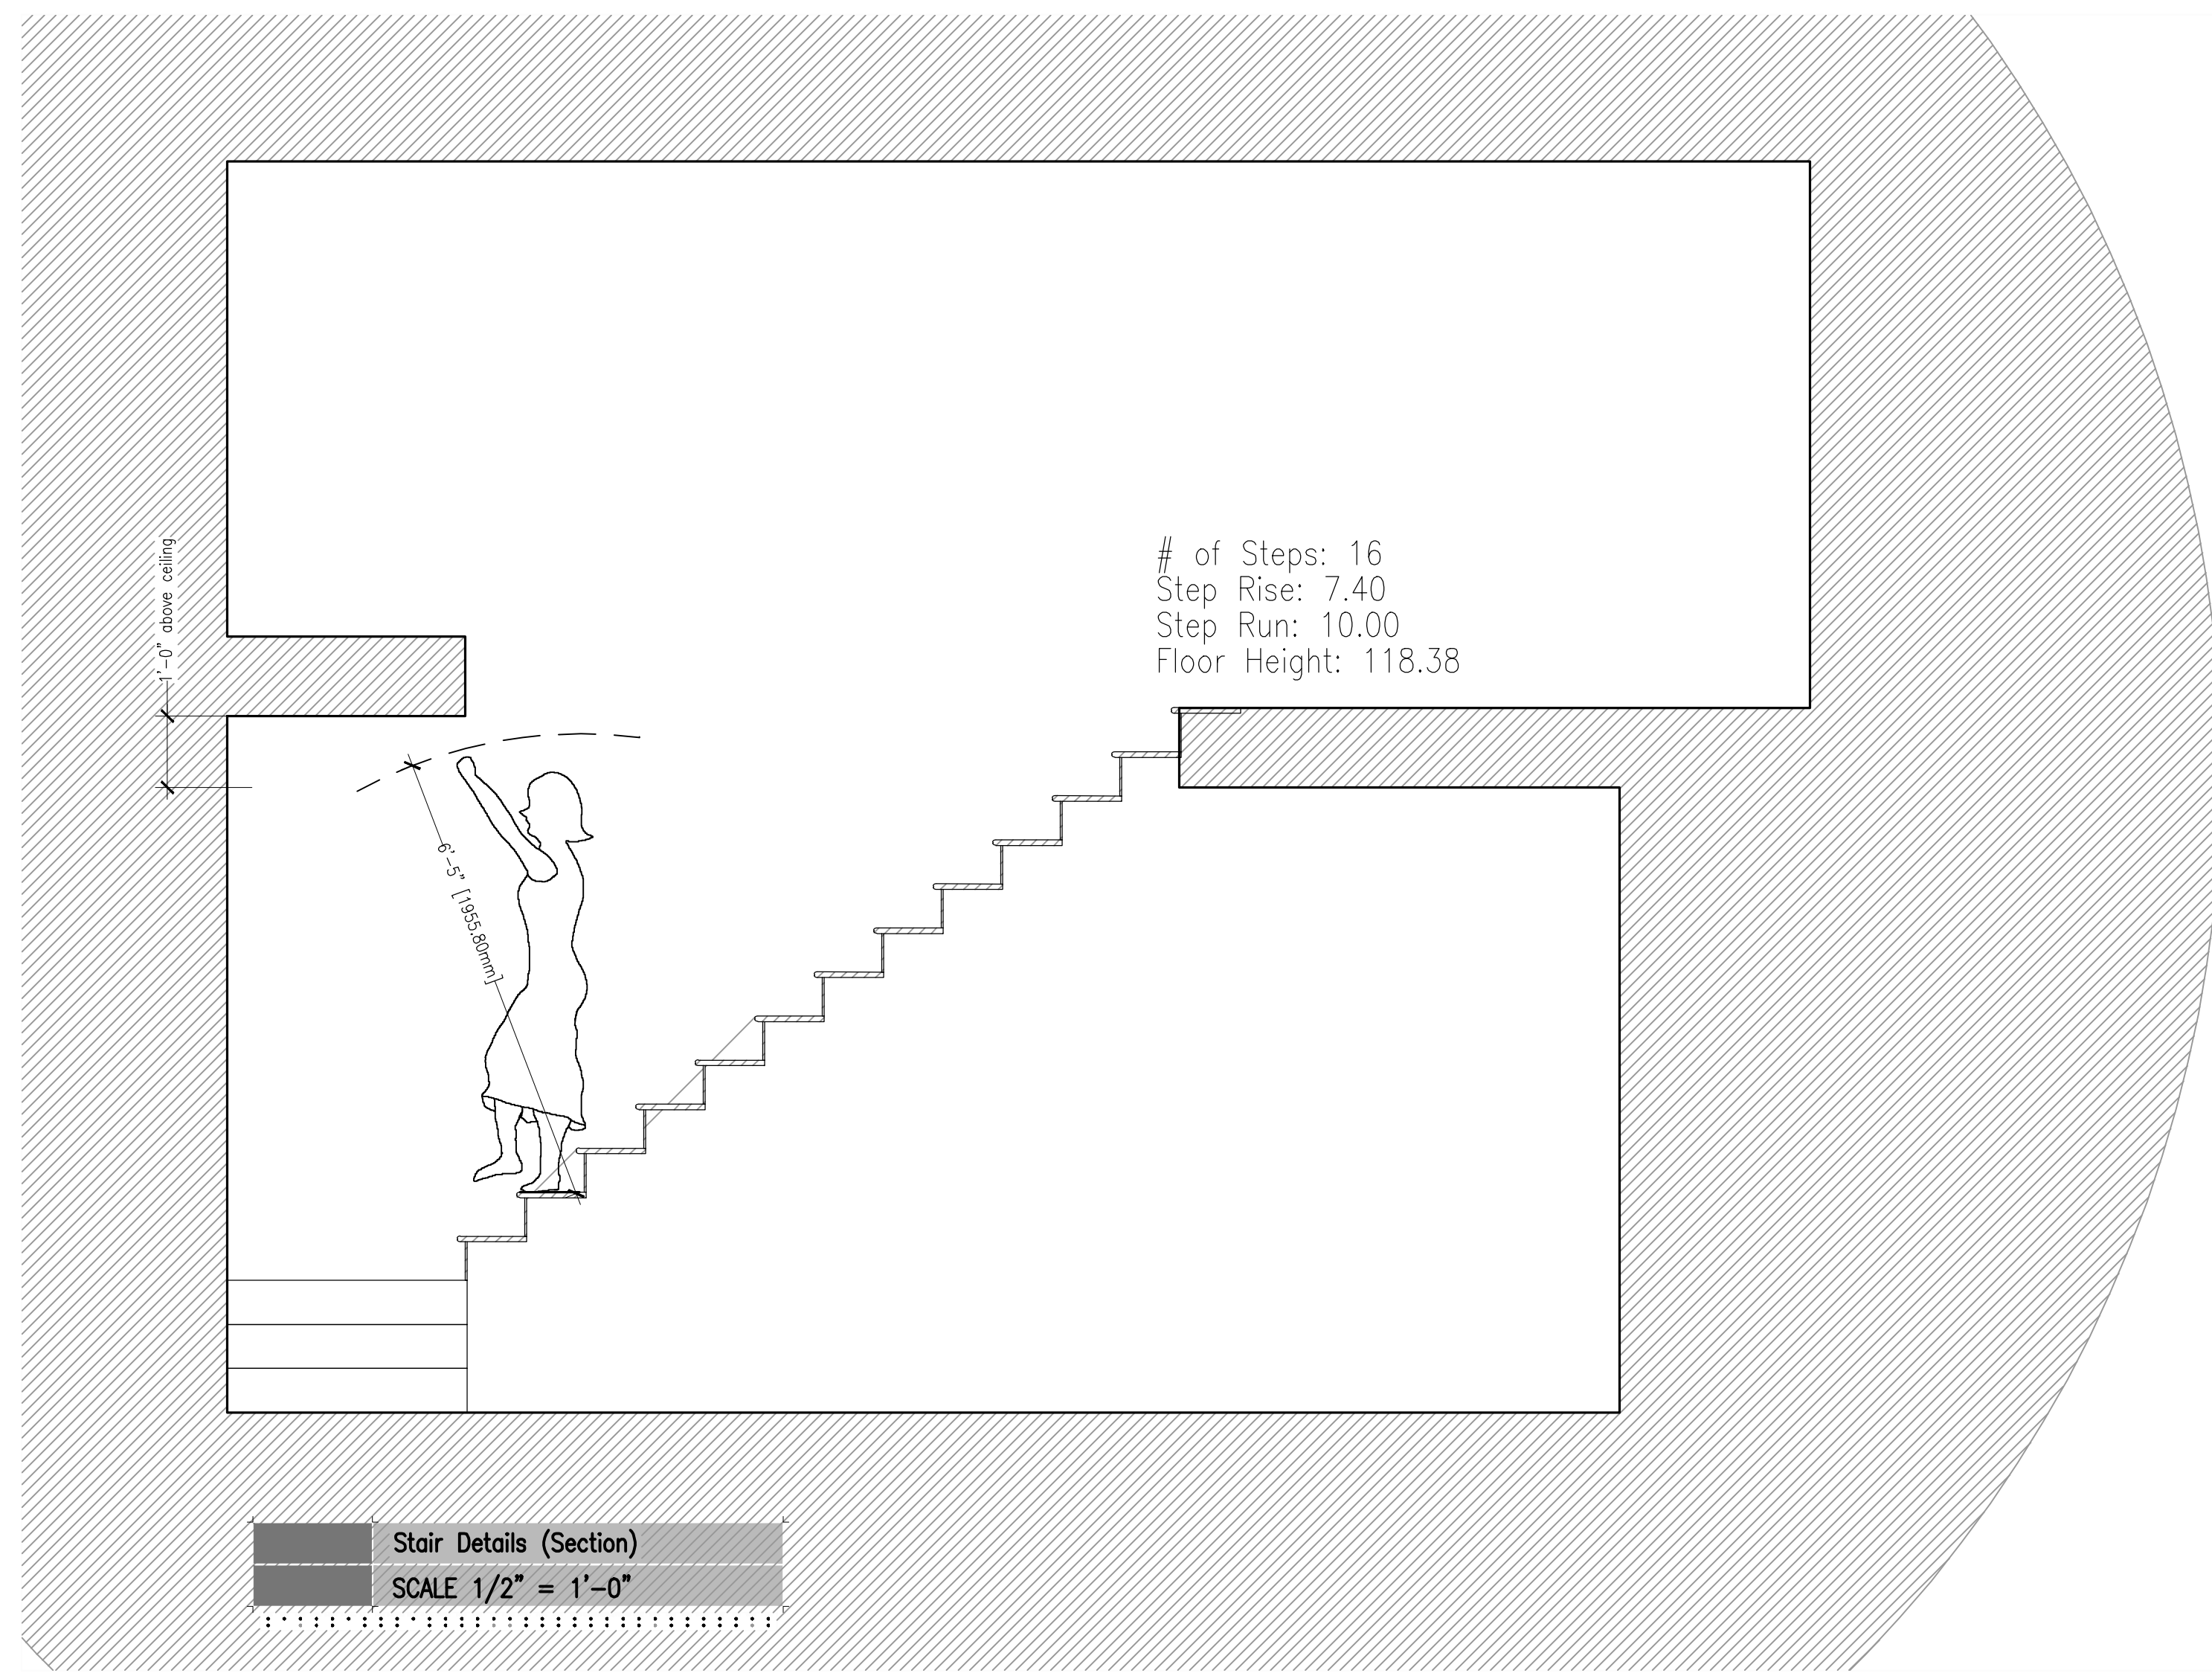 # of Steps: 16
Step Rise: 7.40
Step Run: 10.00
Floor Height: 118.38
1'-0" above ceiling
6'-5" [1955.80mm]
Stair Details (Section)
SCALE 1/2" = 1'-0"